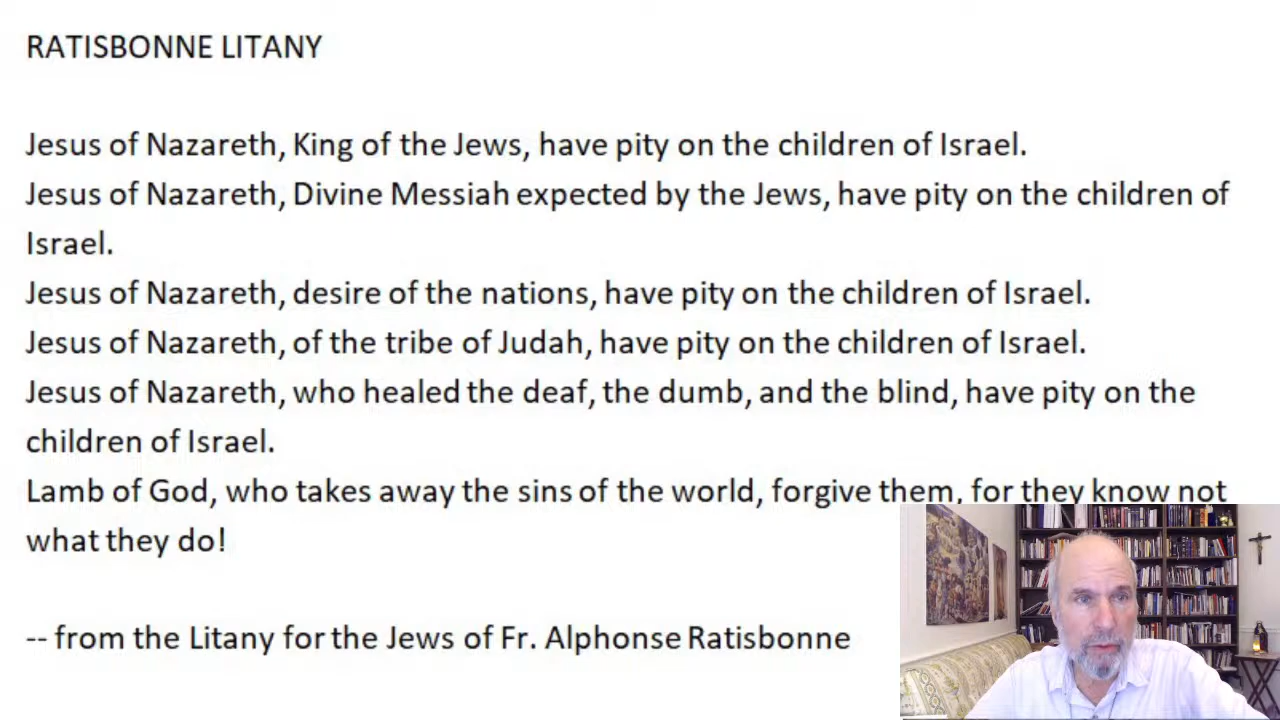 RATISBONNE LITANY
Jesus of Nazareth, King of the Jews, have pity on the children of Israel.
Jesus of Nazareth, Divine Messiah expected by the Jews, have pity on the children of
Israel.
Jesus of Nazareth, desire of the nations, have pity on the children of Israel.
Jesus of Nazareth, of the tribe of Judah, have pity on the children of Israel.
Jesus of Nazareth, who healed the deaf, the dumb, and the blind, have pity on the
children of Israel.
Lamb of God, who takes away the sins of the world, forgive them, for they know not
what they do!
-- from the Litany for the Jews of Fr. Alphonse Ratisbonne